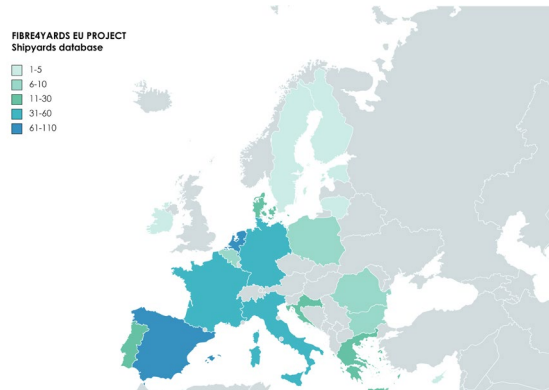 FIBRE4YARDS EU PROJECT
Shipyards database
1-5
6-10
11-30
31-60
61-110